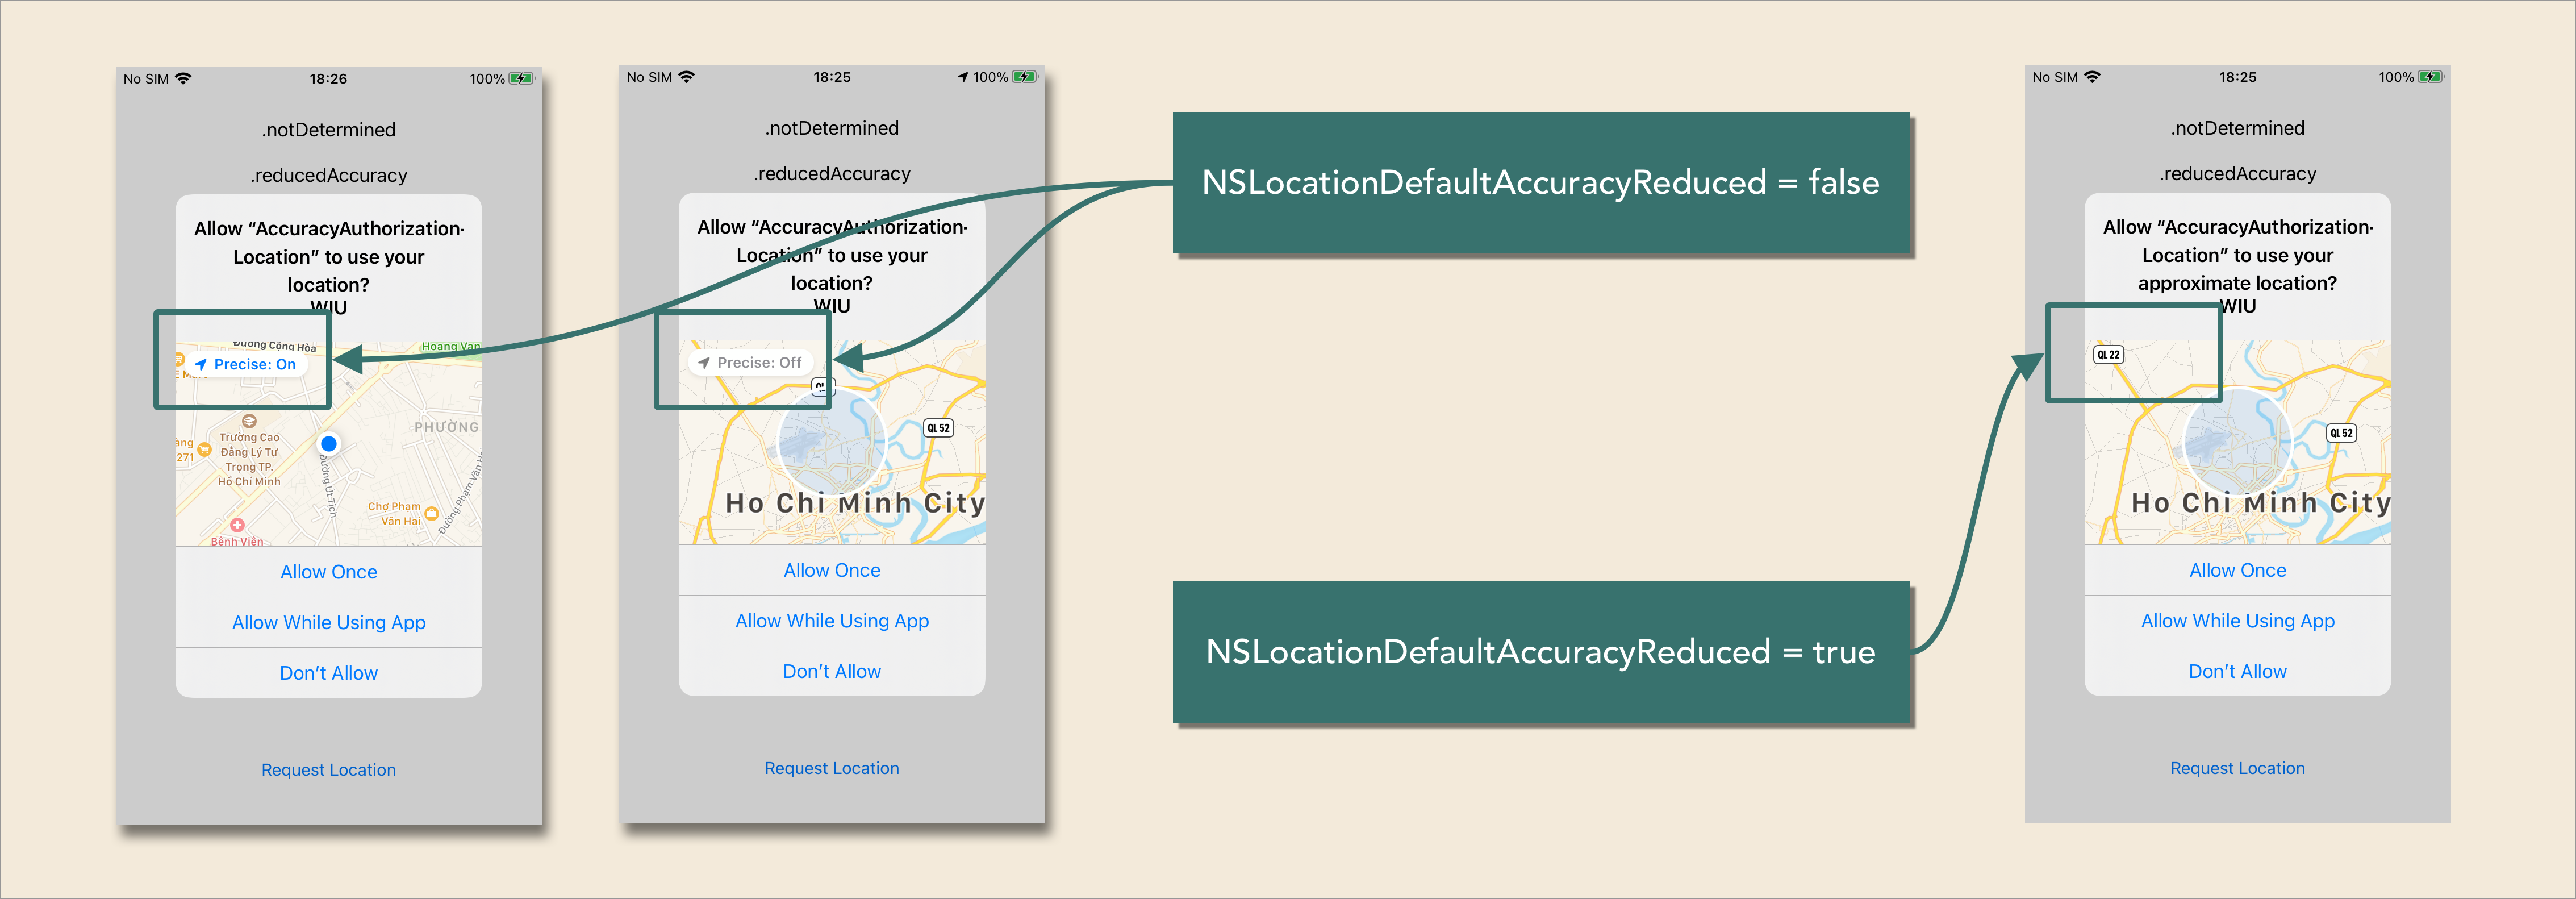 No SIM 18:26 100%
.notDetermined
.reducedAccuracy
Allow “AccuracyAuthorization-
Location” to use your
location?
WIU
Đường Cộng Hòa
Hoang Van
Precise: On
PHƯỜNG
Trường Cao
Đẳng Lý Tự
Trọng TP.
Hồ Chí Minh
àng
271
Đường Út Tịch
Chợ Phạm
Văn Hai
Đường Phạm Văn Ha
Bệnh Viện
Allow Once
Allow While Using App
Don’t Allow
Request Location
No SIM 18:25 100%
.notDetermined
.reducedAccuracy
Allow “AccuracyAuthorization-
Location” to use your
location?
WIU
Precise: Off
QL 52
Ho Chi Minh City
Allow Once
Allow While Using App
Don’t Allow
Request Location
NSLocationDefaultAccuracyReduced = false
NSLocationDefaultAccuracyReduced = true
No SIM 18:25 100%
.notDetermined
.reducedAccuracy
Allow “AccuracyAuthorization-
Location” to use your
approximate location?
WIU
QL 22
QL 52
Ho Chi Minh City
Allow Once
Allow While Using App
Don’t Allow
Request Location